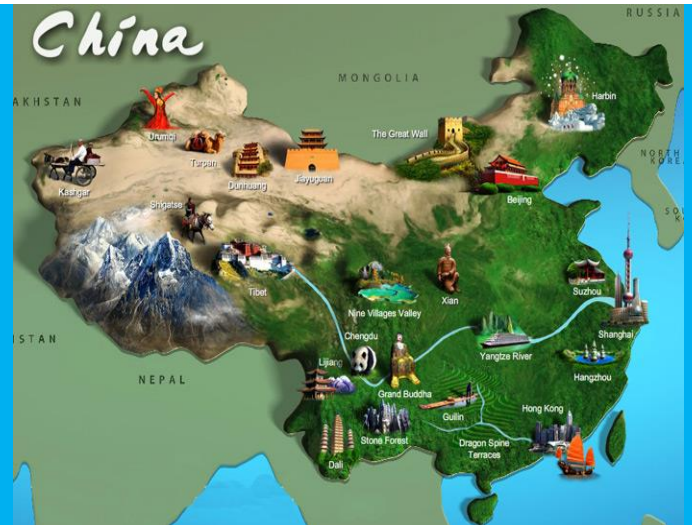 China
RUSSIA
MONGOLIA
AKHSTAN
Harbin
Urumqi
The Great Wall
Turpan
NORTH
KORE
Dunhuang
Jiayuguan
Kashgar
Beijing
Shigatse
Tibet
Xian
Suzhou
Nine Villages Valley
Shanghai
Chengdu
Yangtze River
ISTAN
Lijiang
NEPAL
Grand Buddha
Hangzhou
Guilin
Hong Kong
Stone Forest
Dragon Spine
Terraces
Dali